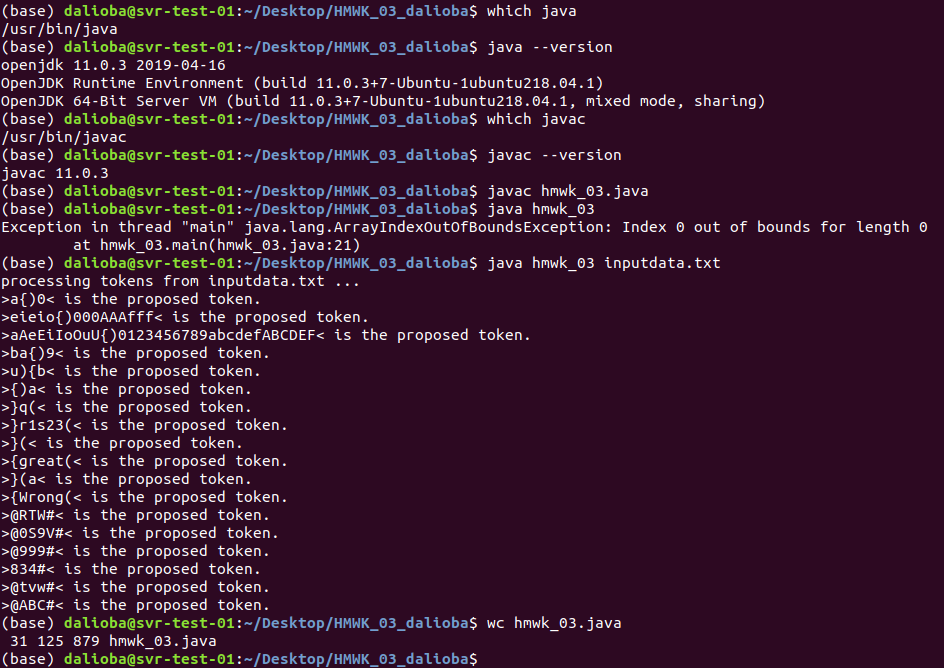 (base) dalioba@svr-test-01:~/Desktop/HMWK_03_dalioba$ which java
/usr/bin/java
(base) dalioba@svr-test-01:~/Desktop/HMWK_03_dalioba$ java --version
openjdk 11.0.3 2019-04-16
OpenJDK Runtime Environment (build 11.0.3+7-Ubuntu-1ubuntu218.04.1)
OpenJDK 64-Bit Server VM (build 11.0.3+7-Ubuntu-1ubuntu218.04.1, mixed mode, sharing)
(base) dalioba@svr-test-01:~/Desktop/HMWK_03_dalioba$ which javac
/usr/bin/javac
(base) dalioba@svr-test-01:~/Desktop/HMWK_03_dalioba$ javac --version
javac 11.0.3
(base) dalioba@svr-test-01:~/Desktop/HMWK_03_dalioba$ javac hmwk_03.java
(base) dalioba@svr-test-01:~/Desktop/HMWK_03_dalioba$ java hmwk_03
Exception in thread "main" java.lang.ArrayIndexOutOfBoundsException: Index 0 out of bounds for length 0
        at hmwk_03.main(hmwk_03.java:21)
(base) dalioba@svr-test-01:~/Desktop/HMWK_03_dalioba$ java hmwk_03 inputdata.txt
processing tokens from inputdata.txt ...
>a{)0< is the proposed token.
>eieio{)000AAAfff< is the proposed token.
>aAeEiIoOuU{)0123456789abcdefABCDEF< is the proposed token.
>ba{)9< is the proposed token.
>u){b< is the proposed token.
>{)a< is the proposed token.
>}q(< is the proposed token.
>}r1s23(< is the proposed token.
>}(< is the proposed token.
>{great(< is the proposed token.
>}(a< is the proposed token.
>{Wrong(< is the proposed token.
>@RTW#< is the proposed token.
>@0S9V#< is the proposed token.
>@999#< is the proposed token.
>834#< is the proposed token.
>@tvw#< is the proposed token.
>@ABC#< is the proposed token.
(base) dalioba@svr-test-01:~/Desktop/HMWK_03_dalioba$ wc hmwk_03.java
 31 125 879 hmwk_03.java
(base) dalioba@svr-test-01:~/Desktop/HMWK_03_dalioba$